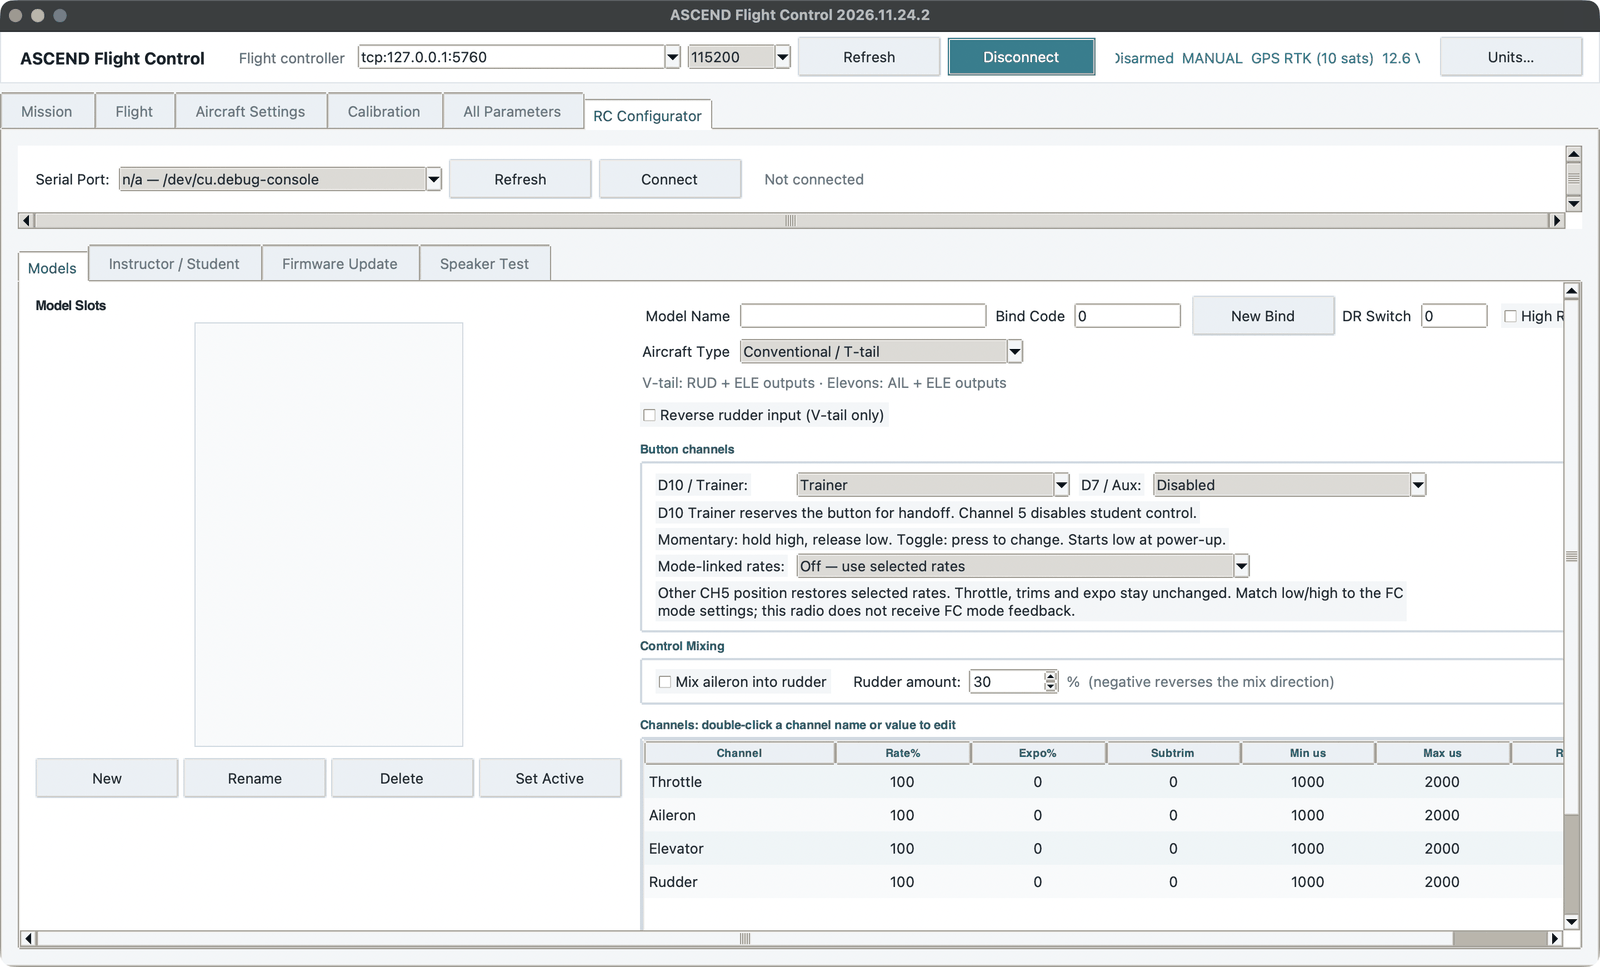 ASCEND Flight Control 2026.11.24.2
ASCEND Flight Control
Flight controller
tcp:127.0.0.1:5760
115200
Refresh
Disconnect
Disarmed MANUAL GPS RTK (10 sats) 12.6
Units...
Mission
Flight
Aircraft Settings
Calibration
All Parameters
RC Configurator
Serial Port:
n/a — /dev/cu.debug-console
Refresh
Connect
Not connected
Models
Instructor / Student
Firmware Update
Speaker Test
Model Slots
New
Rename
Delete
Set Active
Model Name
Bind Code
0
New Bind
DR Switch
0
High
Aircraft Type
Conventional / T-tail
V-tail: RUD + ELE outputs · Elevons: AIL + ELE outputs
Reverse rudder input (V-tail only)
Button channels
D10 / Trainer:
Trainer
D7 / Aux:
Disabled
D10 Trainer reserves the button for handoff. Channel 5 disables student control.
Momentary: hold high, release low. Toggle: press to change. Starts low at power-up.
Mode-linked rates:
Off — use selected rates
Other CH5 position restores selected rates. Throttle, trims and expo stay unchanged. Match low/high to the FC
mode settings; this radio does not receive FC mode feedback.
Control Mixing
Mix aileron into rudder
Rudder amount:
30
% (negative reverses the mix direction)
Channels: double-click a channel name or value to edit
Channel Rate% Expo% Subtrim Min us Max us
Throttle 100 0 0 1000 2000
Aileron 100 0 0 1000 2000
Elevator 100 0 0 1000 2000
Rudder 100 0 0 1000 2000